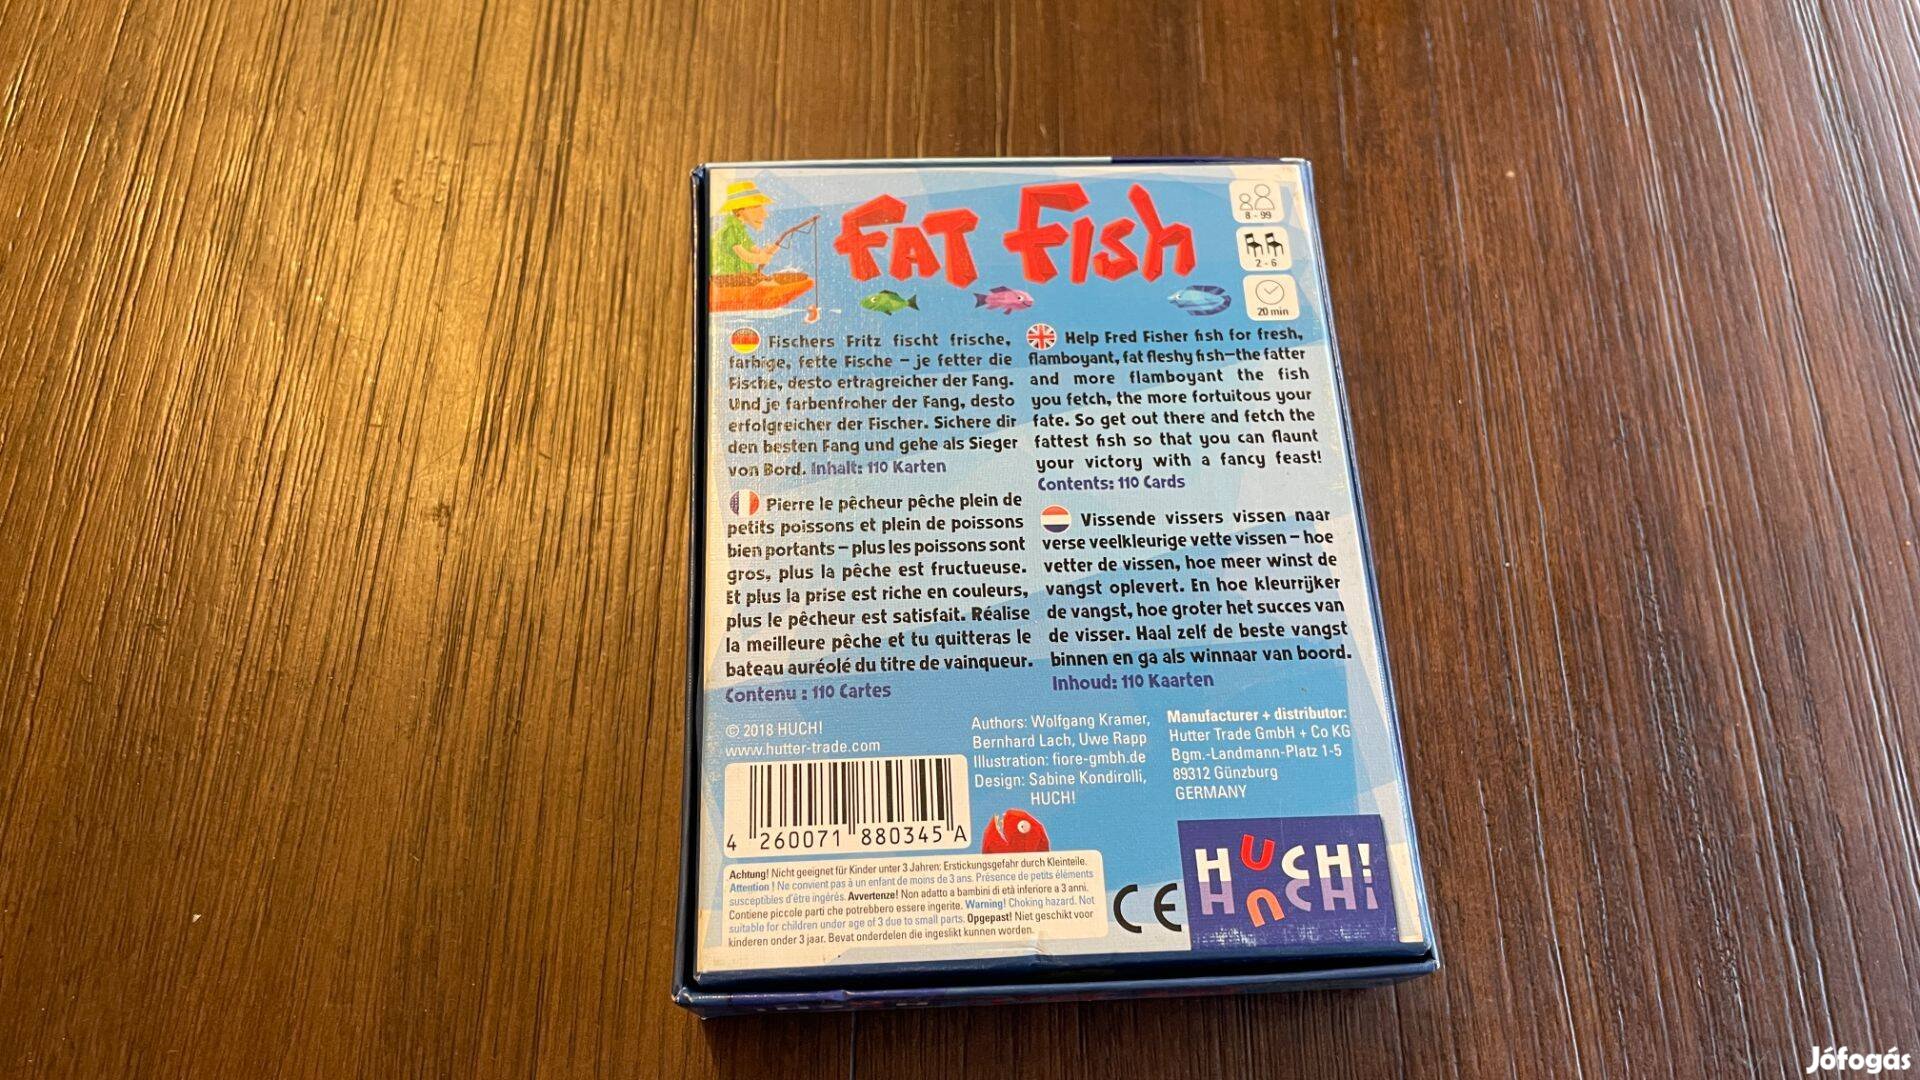 FAT FISH
8 - 99
2 - 6
20 min
Fischers Fritz fischt frische,
farbige, fette Fische – je fetter die
Fische, desto ertragreicher der Fang.
Und je farbenfroher der Fang, desto
erfolgreicher der Fischer. Sichere dir
den besten Fang und gehe als Sieger
von Bord. Inhalt: 110 Karten
Help Fred Fisher fish for fresh,
flamboyant, fat fleshy fish—the fatter
and more flamboyant the fish
you fetch, the more fortuitous your
fate. So get out there and fetch the
fattest fish so that you can flaunt
your victory with a fancy feast!
Contents: 110 Cards
Pierre le pêcheur pêche plein de
petits poissons et plein de poissons
bien portants – plus les poissons sont
gros, plus la pêche est fructueuse.
Et plus la prise est riche en couleurs,
plus le pêcheur est satisfait. Réalise
la meilleure pêche et tu quitteras le
bateau auréolé du titre de vainqueur.
Contenu : 110 Cartes
Vissende vissers vissen naar
verse veelkleurige vette vissen – hoe
vetter de vissen, hoe meer winst de
vangst oplevert. En hoe kleurrijker
de vangst, hoe groter het succes van
de visser. Haal zelf de beste vangst
binnen en ga als winnaar van boord.
Inhoud: 110 Kaarten
© 2018 HUCH!
www.hutter-trade.com
Authors: Wolfgang Kramer,
Bernhard Lach, Uwe Rapp
Illustration: fiore-gmbh.de
Design: Sabine Kondirolli,
HUCH!
Manufacturer + distributor:
Hutter Trade GmbH + Co KG
Bgm.-Landmann-Platz 1-5
89312 Günzburg
GERMANY
4 260071 880345 A
Achtung! Nicht geeignet für Kinder unter 3 Jahren: Erstickungsgefahr durch Kleinteile.
Attention ! Ne convient pas à un enfant de moins de 3 ans. Présence de petits éléments
susceptibles d'être ingérés. Avvertenze! Non adatto a bambini di età inferiore a 3 anni.
Contiene piccole parti che potrebbero essere ingerite. Warning! Choking hazard. Not
suitable for children under age of 3 due to small parts. Opgepast! Niet geschikt voor
kinderen onder 3 jaar. Bevat onderdelen die ingeslikt kunnen worden.
CE
HUCH!
Jófogás